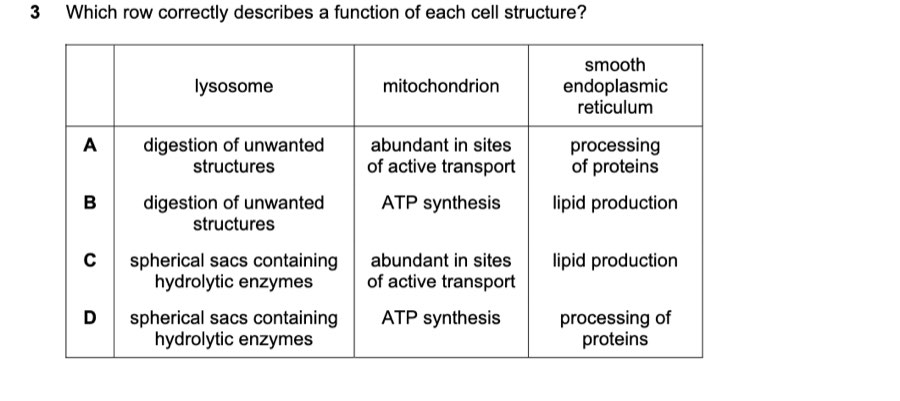 3 Which row correctly describes a function of each cell structure?
lysosome mitochondrion smooth
endoplasmic
reticulum
A digestion of unwanted abundant in sites processing
structures of active transport of proteins
B digestion of unwanted ATP synthesis lipid production
structures
C spherical sacs containing abundant in sites lipid production
hydrolytic enzymes of active transport
D spherical sacs containing ATP synthesis processing of
hydrolytic enzymes proteins